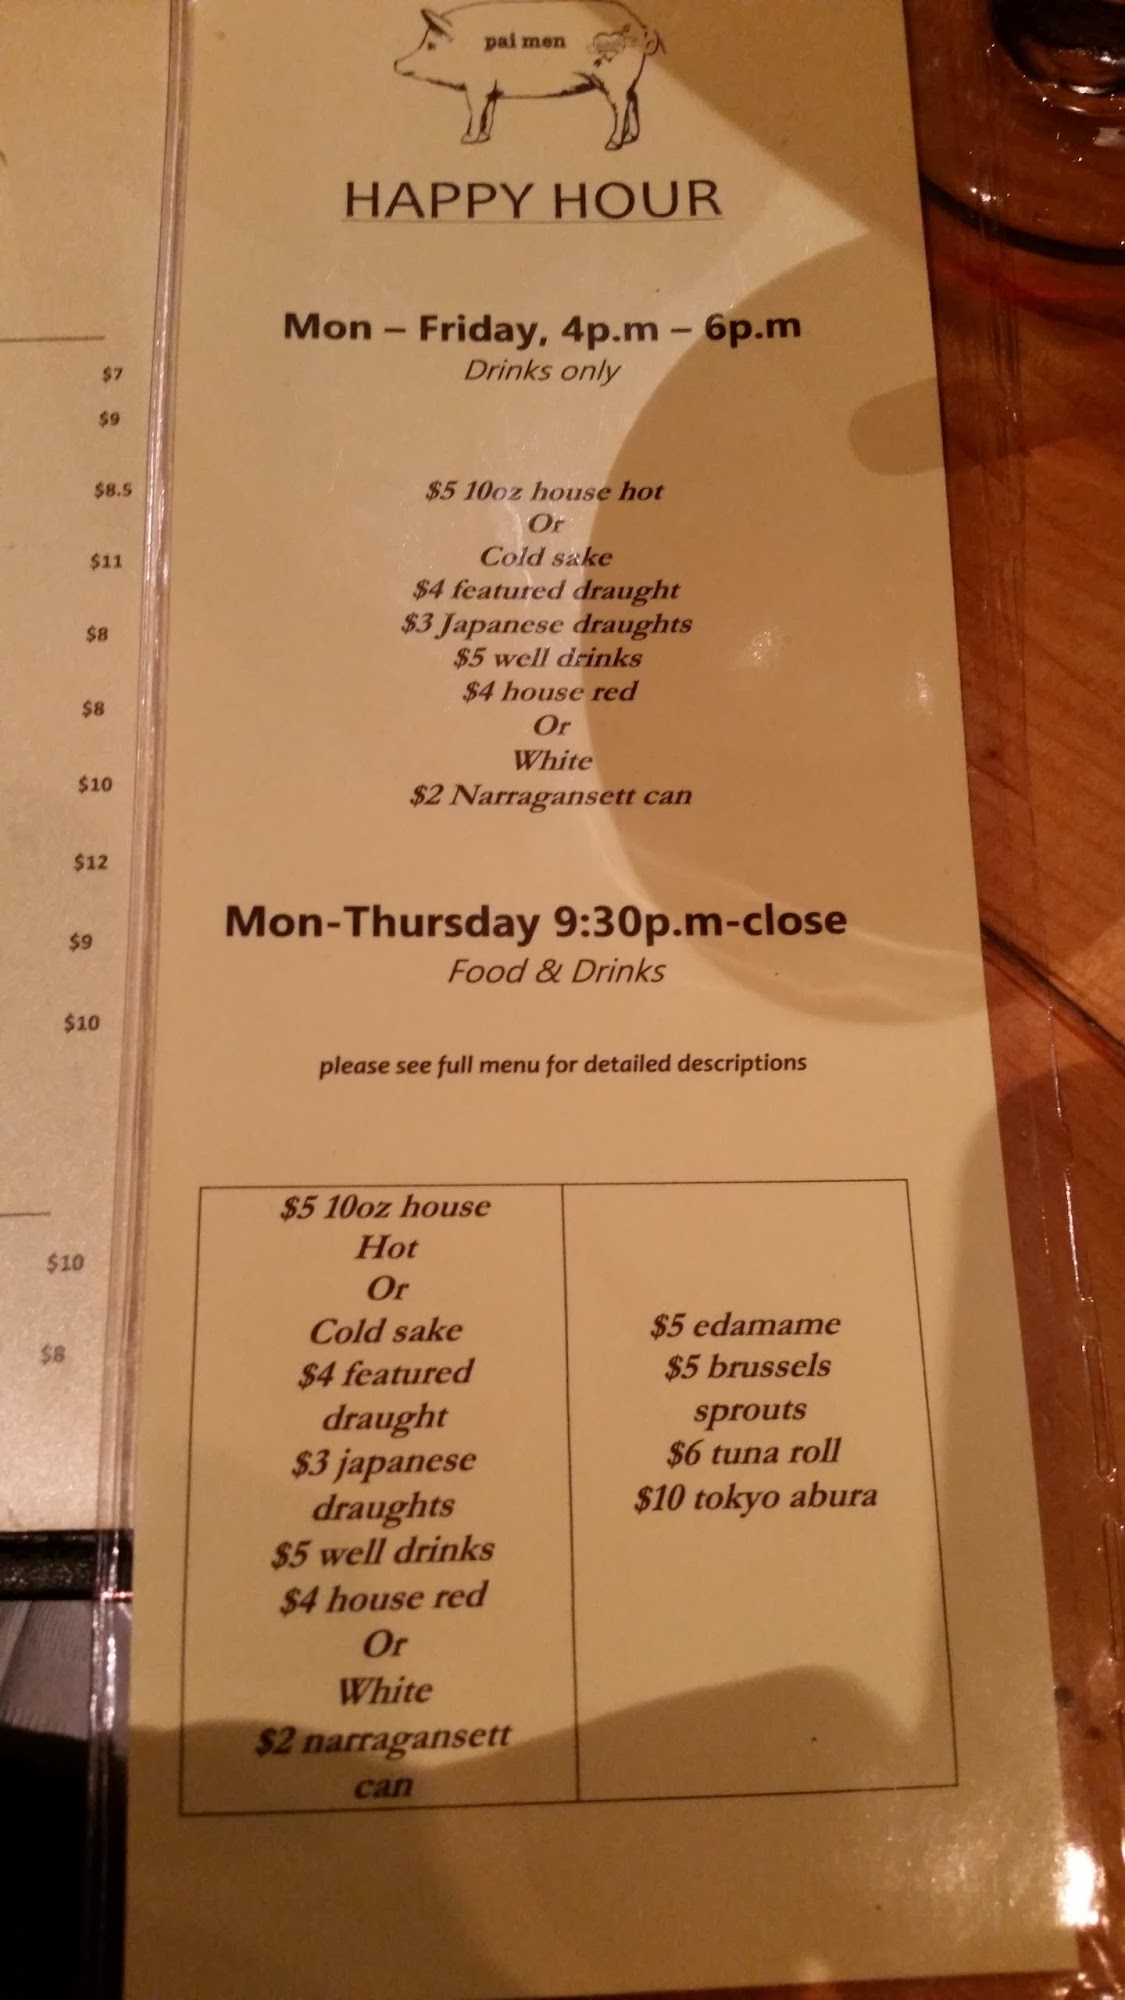 pai men
HAPPY HOUR
Mon – Friday, 4p.m – 6p.m
Drinks only
$5 10oz house hot
Or
Cold sake
$4 featured draught
$3 Japanese draughts
$5 well drinks
$4 house red
Or
White
$2 Narragansett can
Mon-Thursday 9:30p.m-close
Food & Drinks
please see full menu for detailed descriptions
$5 10oz house
Hot
Or
Cold sake
$4 featured
draught
$3 japanese
draughts
$5 well drinks
$4 house red
Or
White
$2 narragansett
can
$5 edamame
$5 brussels
sprouts
$6 tuna roll
$10 tokyo abura
$7
$9
$8.5
$11
$8
$8
$10
$12
$9
$10
$10
$8